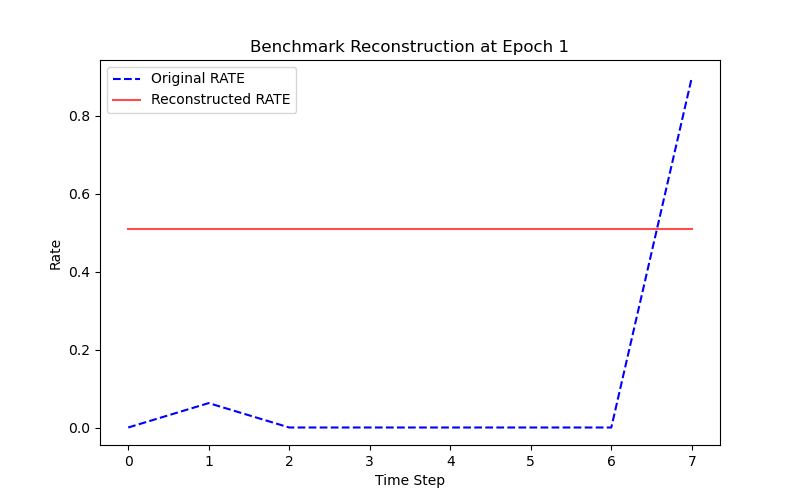 Benchmark Reconstruction at Epoch 1
Original RATE
Reconstructed RATE
Rate
0.8
0.6
0.4
0.2
0.0
0 1 2 3 4 5 6 7
Time Step